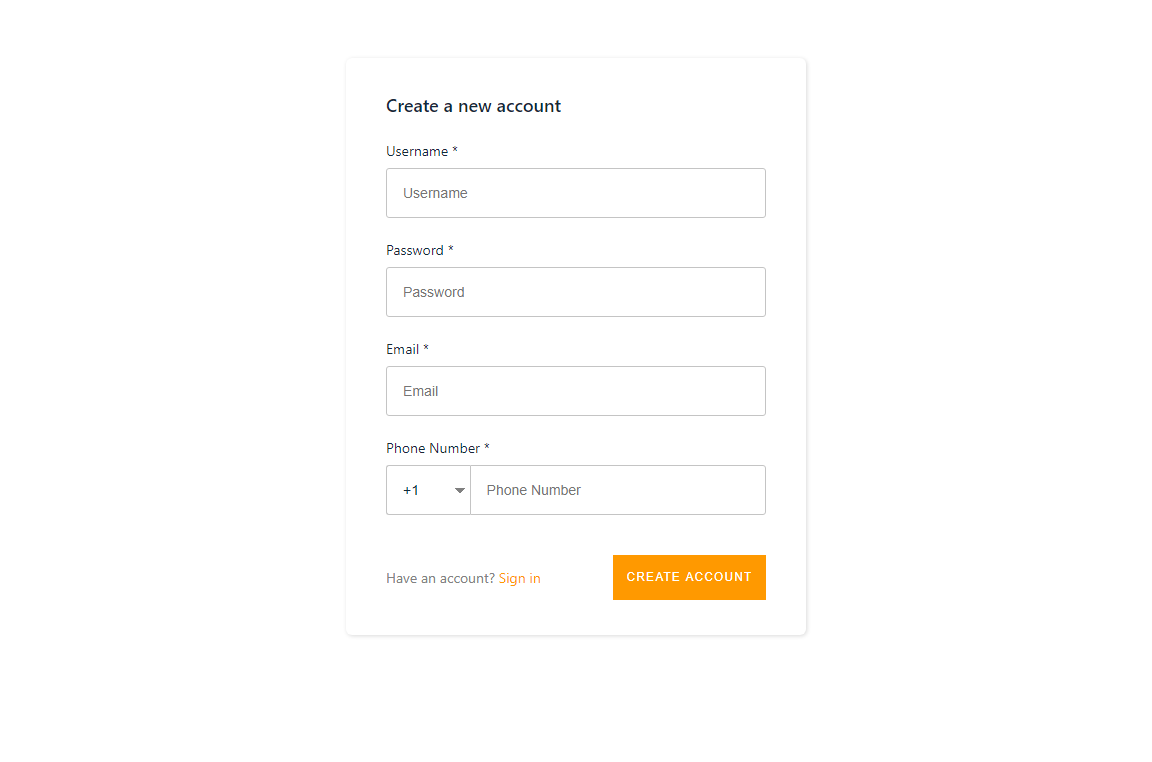 Create a new account
Username *
Username
Password *
Password
Email *
Email
Phone Number *
+1 Phone Number
Have an account? Sign in CREATE ACCOUNT